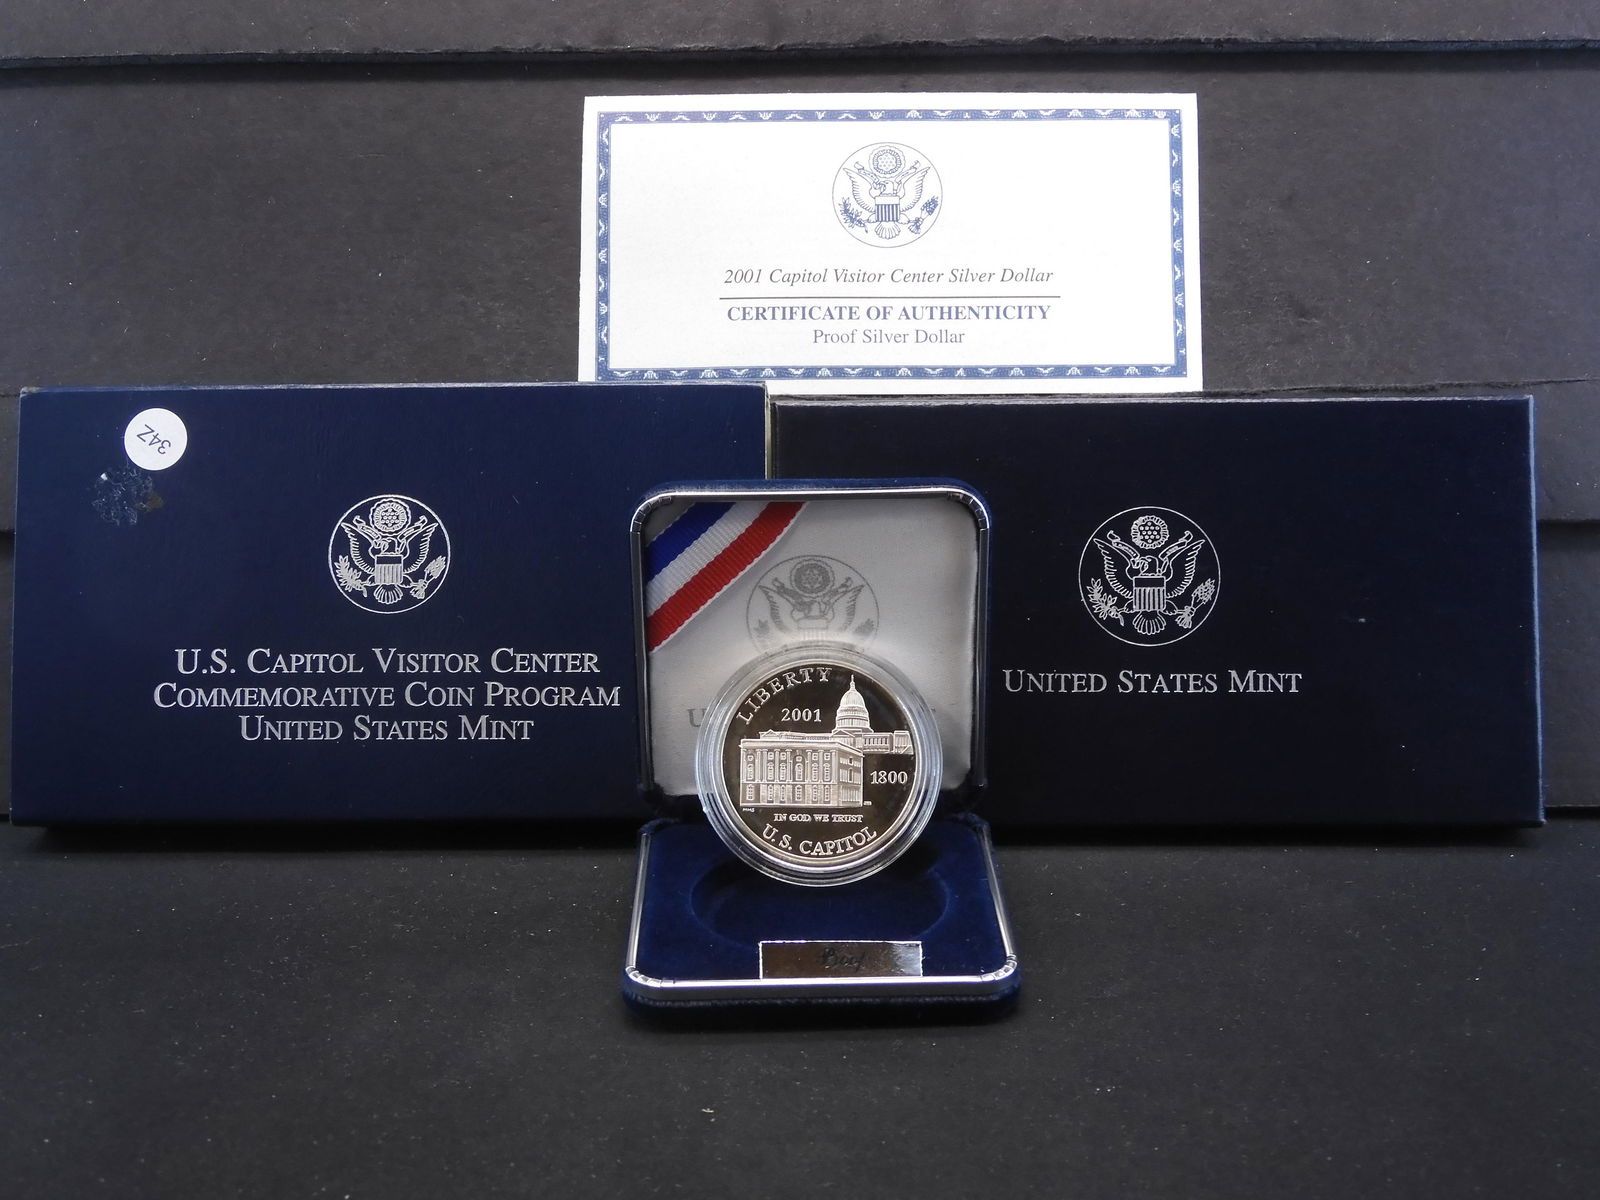 2001 Capitol Visitor Center Silver Dollar
CERTIFICATE OF AUTHENTICITY
Proof Silver Dollar
34Z
U.S. CAPITOL VISITOR CENTER
COMMEMORATIVE COIN PROGRAM
UNITED STATES MINT
UNITED STATES MINT
LIBERTY
2001
1800
IN GOD WE TRUST
U.S. CAPITOL